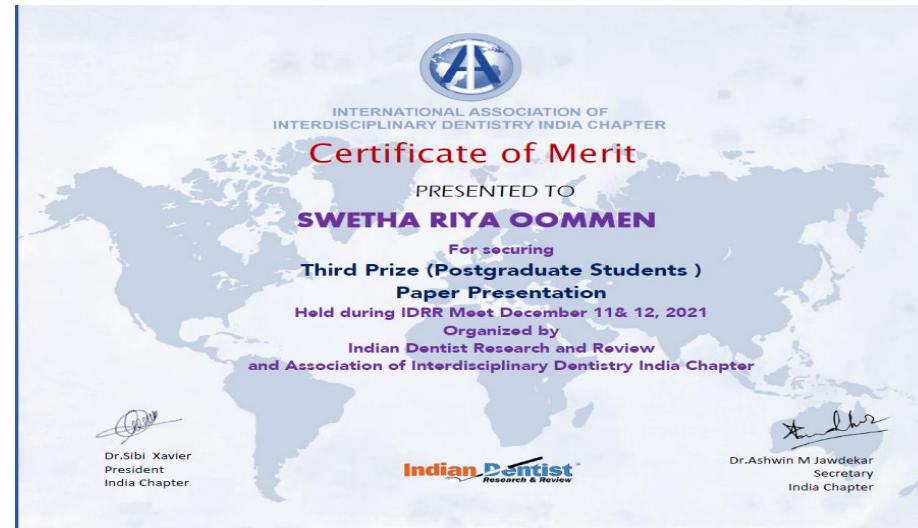 INTERNATIONAL ASSOCIATION OF
INTERDISCIPLINARY DENTISTRY INDIA CHAPTER
Certificate of Merit
PRESENTED TO
SWETHA RIYA OOMMEN
For securing
Third Prize (Postgraduate Students )
Paper Presentation
Held during IDRR Meet December 11& 12, 2021
Organized by
Indian Dentist Research and Review
and Association of Interdisciplinary Dentistry India Chapter
Dr.Sibi Xavier
President
India Chapter
Indian Dentist
Research & Review
Dr.Ashwin M Jawdekar
Secretary
India Chapter